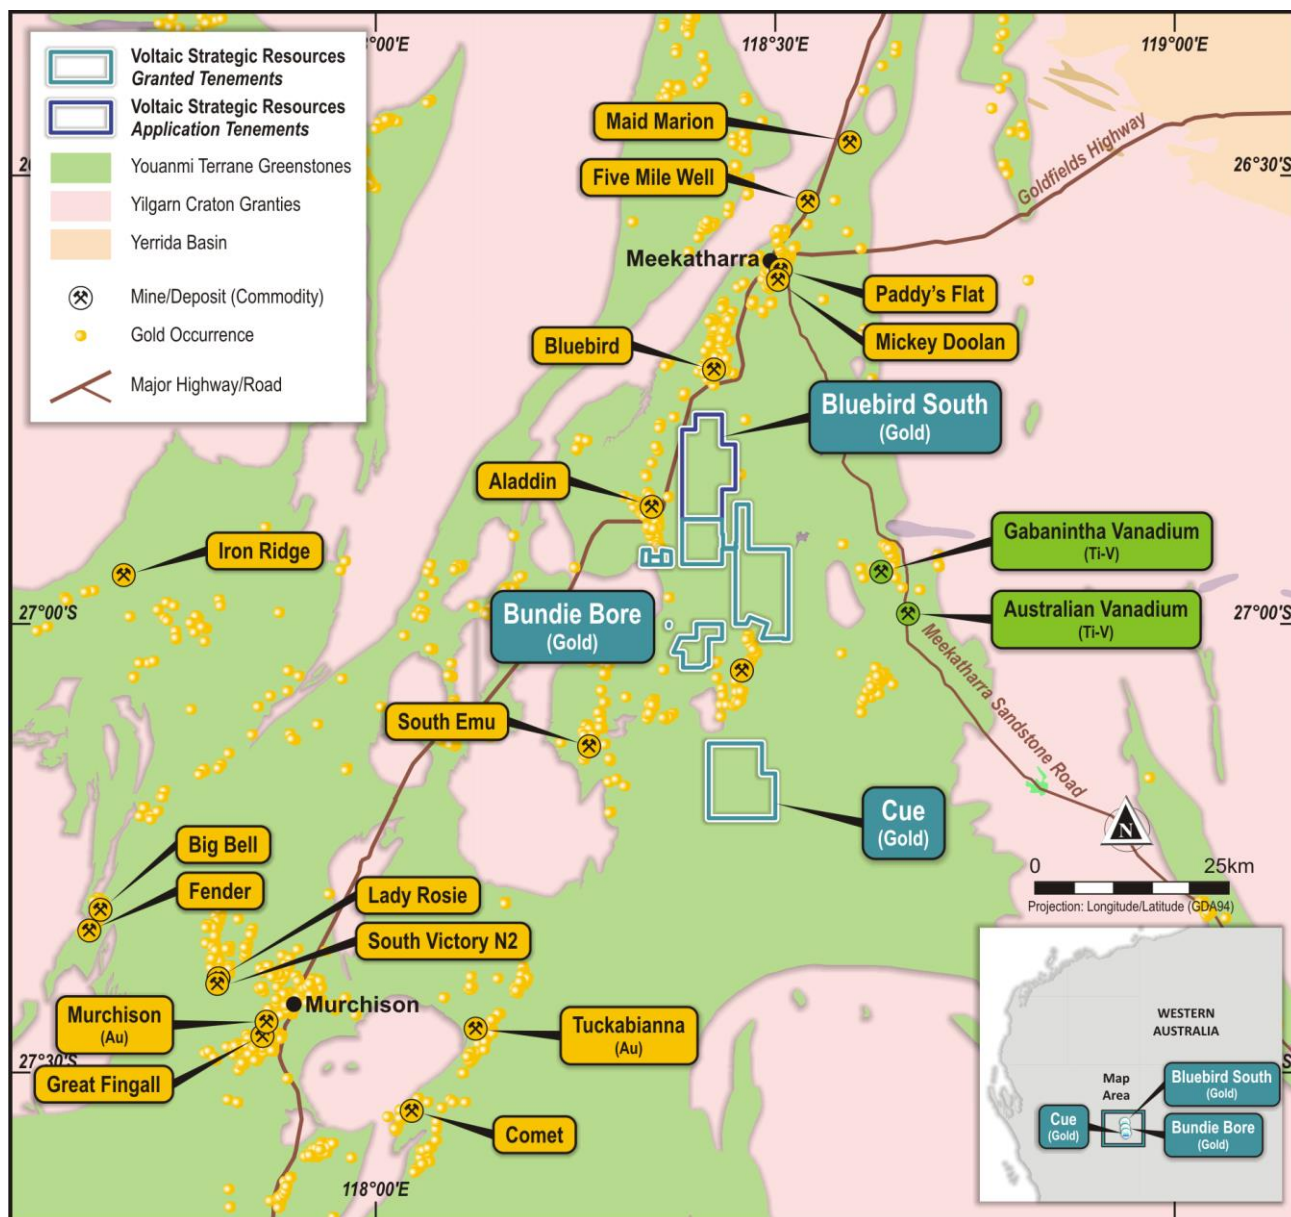 Voltaic Strategic Resources
Granted Tenements
Voltaic Strategic Resources
Application Tenements
Youanmi Terrane Greenstones
Yilgarn Craton Granties
Yerrida Basin
Mine/Deposit (Commodity)
Gold Occurrence
Major Highway/Road
118°30'E
119°00'E
26°30'S
Maid Marion
Five Mile Well
Goldfields Highway
Meekatharra
Paddy's Flat
Mickey Doolan
Bluebird
Bluebird South
(Gold)
Aladdin
Iron Ridge
Gabanintha Vanadium
(Ti-V)
Australian Vanadium
(Ti-V)
27°00'S
27°00'S
Bundie Bore
(Gold)
South Emu
Meekatharra Sandstone Road
Cue
(Gold)
N
0 25km
Projection: Longitude/Latitude (GDA94)
Big Bell
Fender
Lady Rosie
South Victory N2
Murchison
Murchison
(Au)
Great Fingall
Tuckabianna
(Au)
Comet
27°30'S
118°00'E
WESTERN
AUSTRALIA
Map
Area
Bluebird South
(Gold)
Cue
(Gold)
Bundie Bore
(Gold)